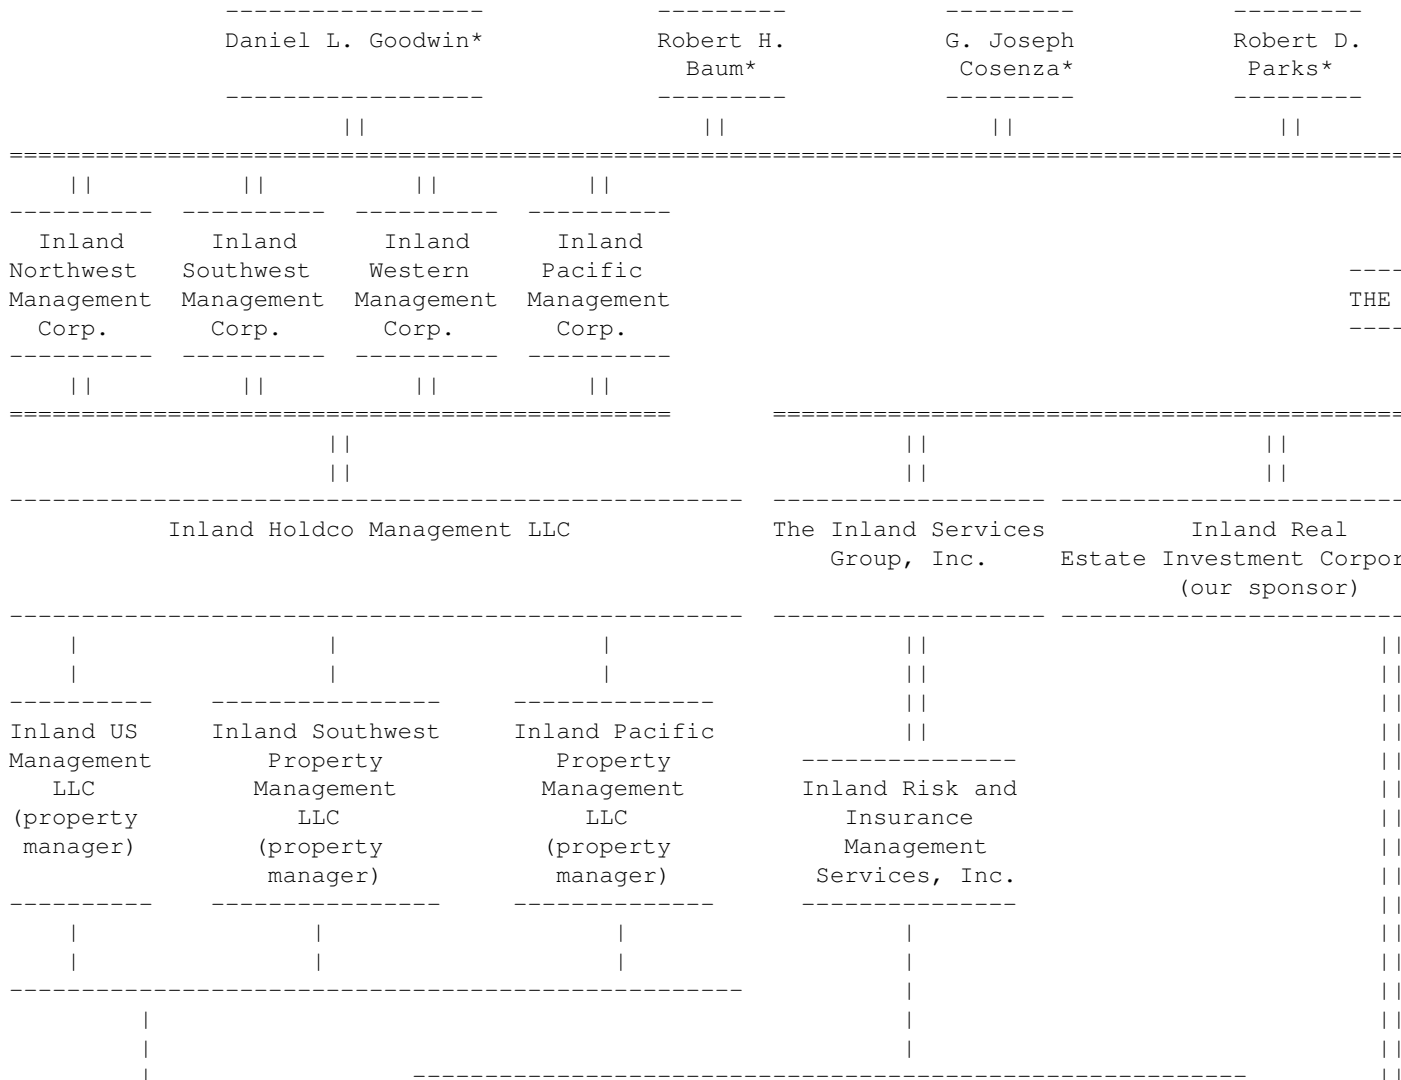 Daniel L. Goodwin* Robert H. G. Joseph Robert D.
Baum* Cosenza* Parks*
Inland Inland Inland Inland
Northwest Southwest Western Pacific
Management Management Management Management THE
Corp. Corp. Corp. Corp.
Inland Holdco Management LLC The Inland Services Inland Real
Group, Inc. Estate Investment Corpor
(our sponsor)
Inland US Inland Southwest Inland Pacific
Management Property Property
LLC Management Management Inland Risk and
(property LLC LLC Insurance
manager) (property (property Management
manager) manager) Services, Inc.